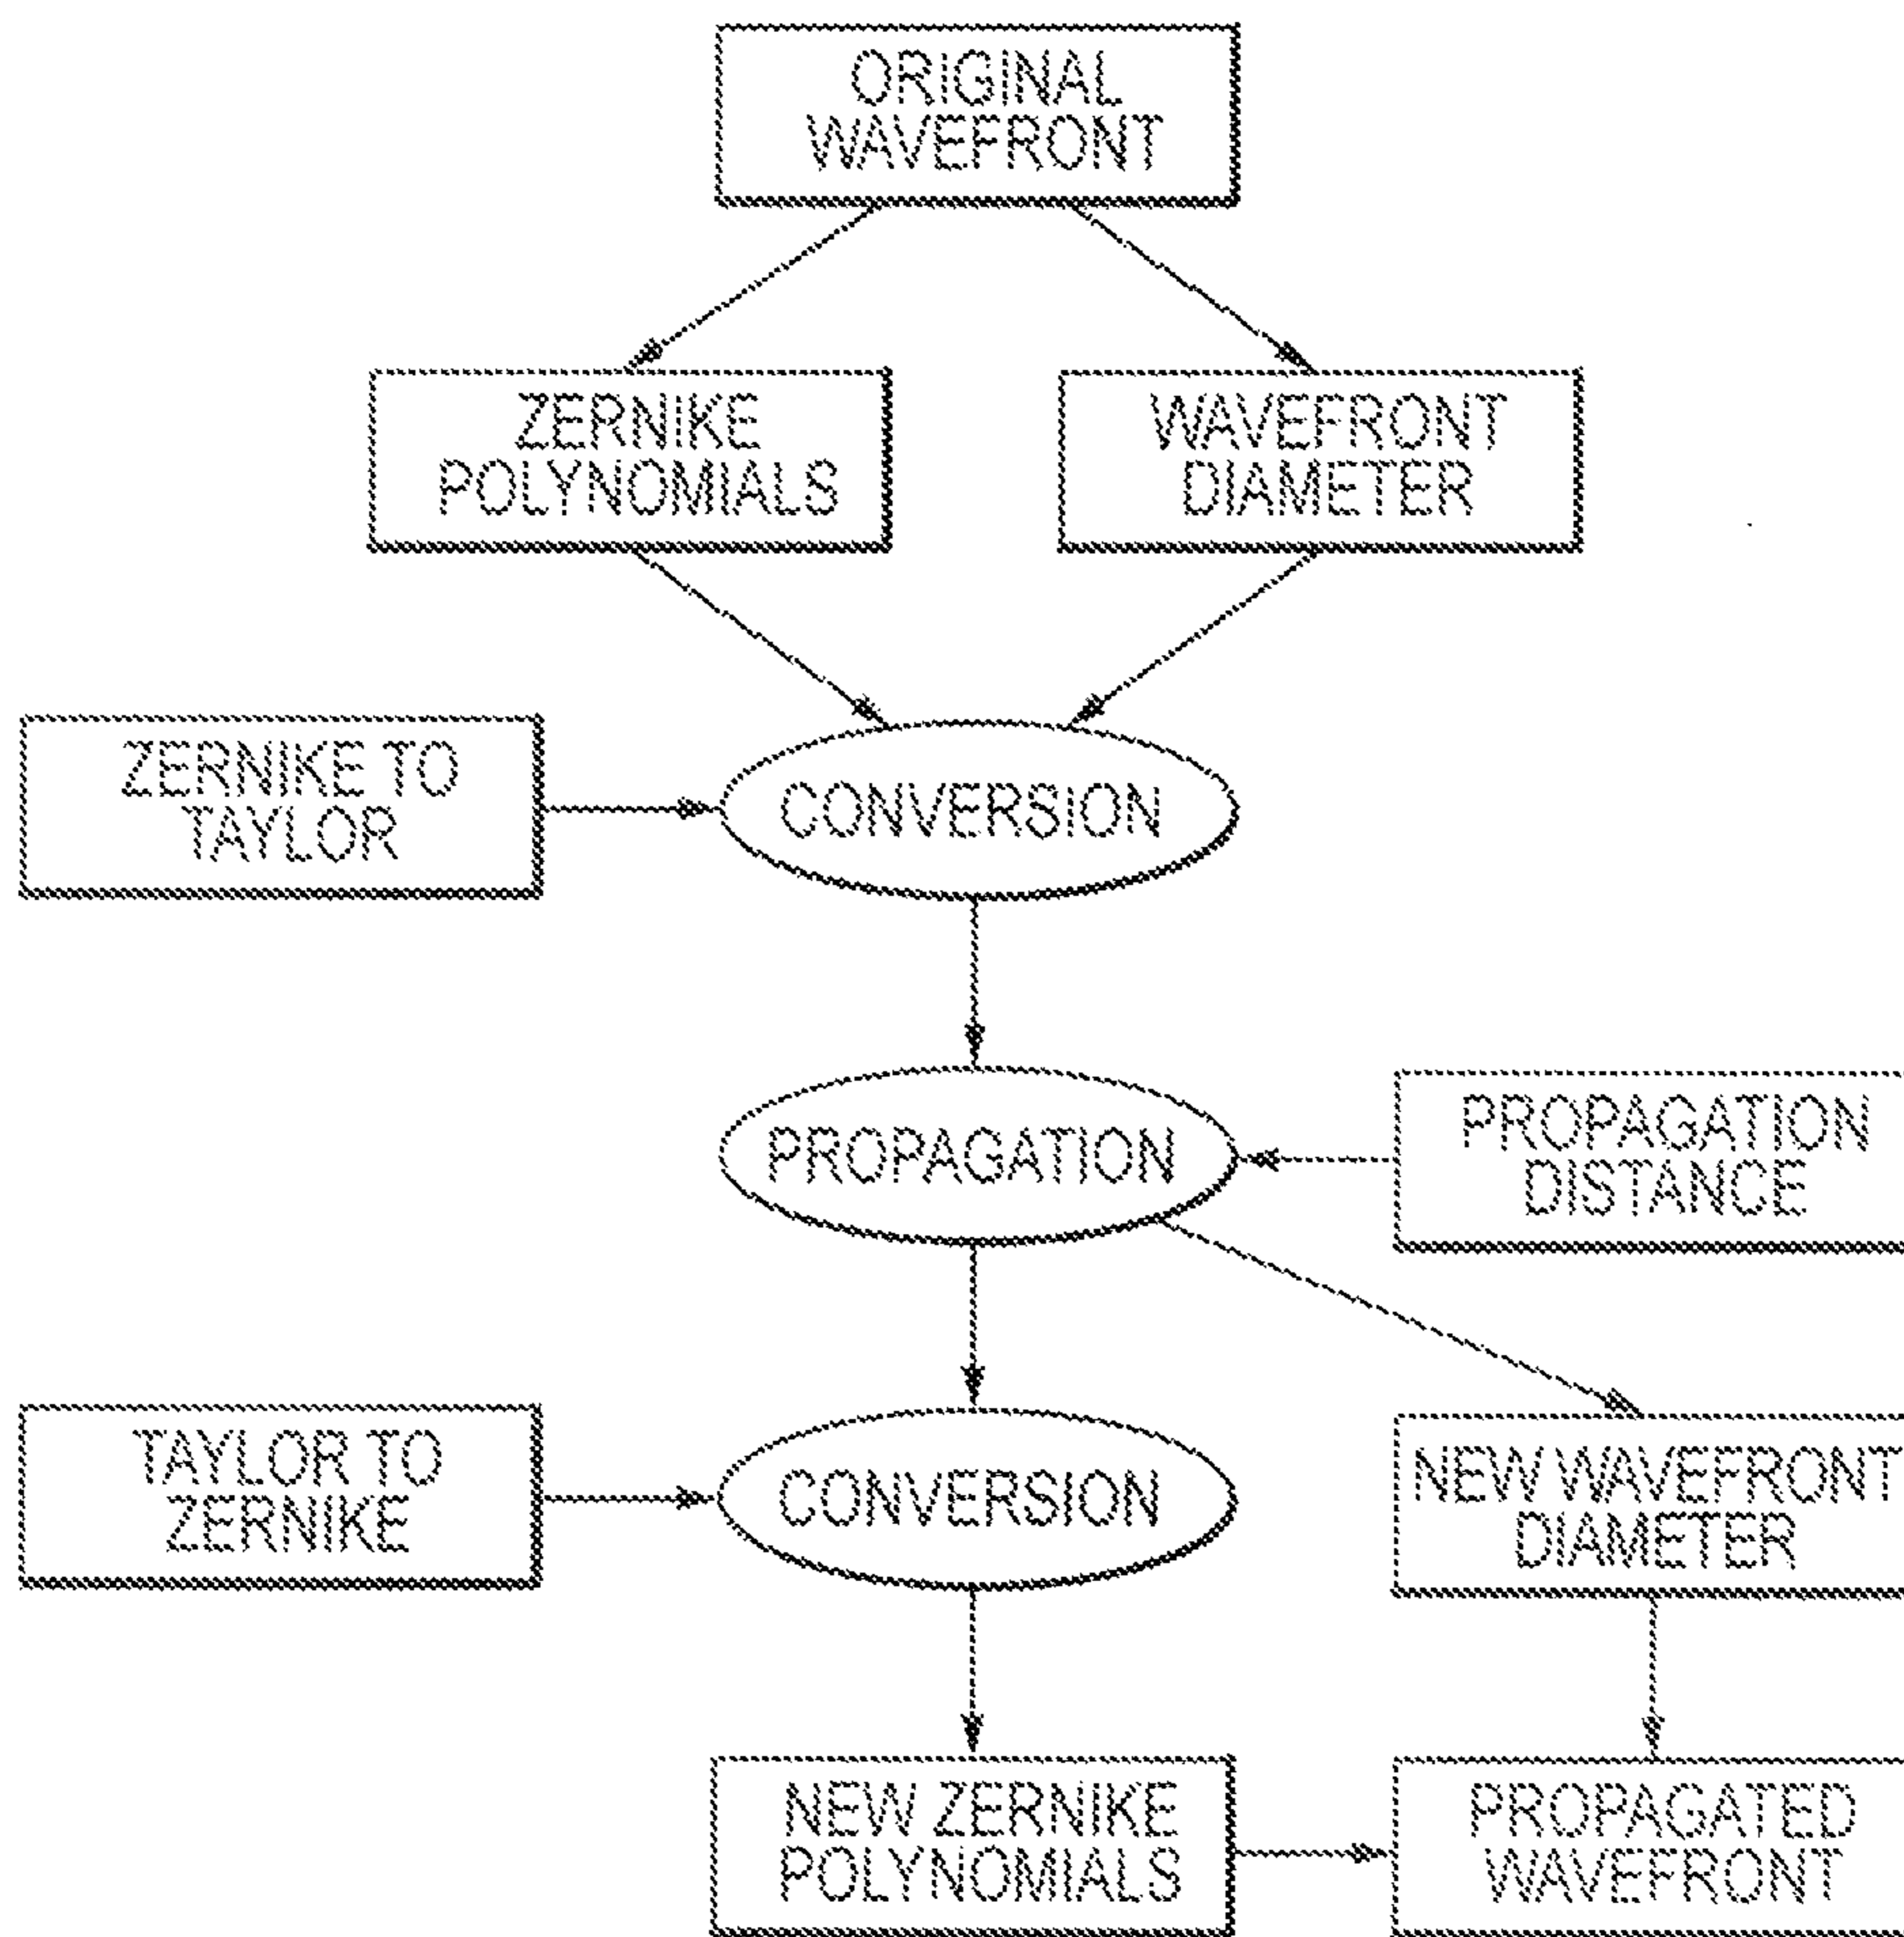 ORIGINAL
WAVEFRONT
ZERNIKE
POLYNOMIALS
WAVEFRONT
DIAMETER
ZERNIKE TO
TAYLOR
CONVERSION
PROPAGATION
PROPAGATION
DISTANCE
TAYLOR TO
ZERNIKE
CONVERSION
NEW WAVEFRONT
DIAMETER
NEW ZERNIKE
POLYNOMIALS
PROPAGATED
WAVEFRONT